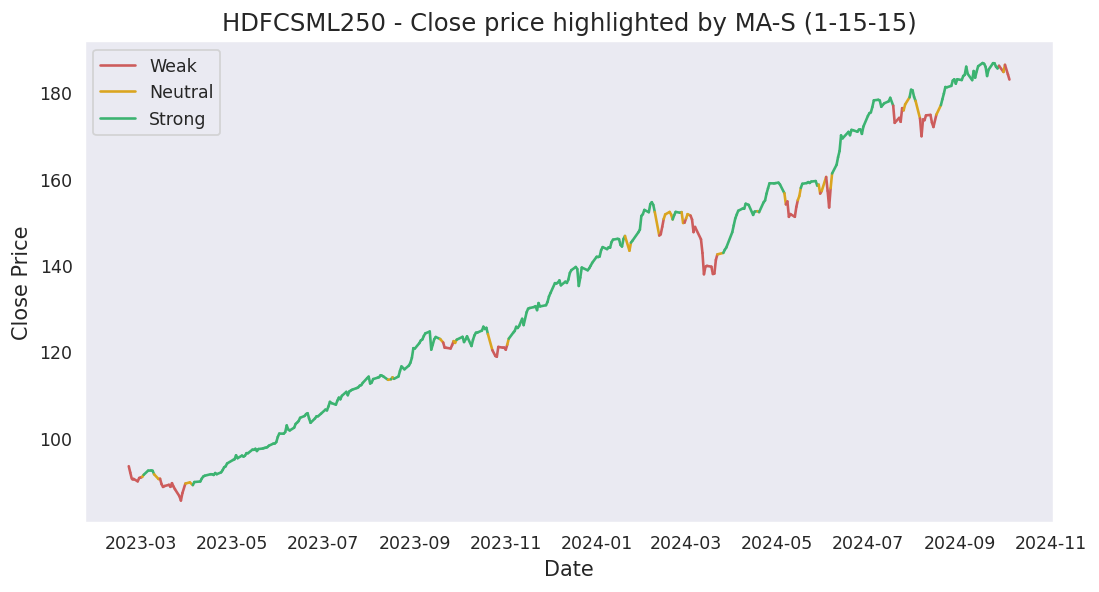 HDFCSML250 - Close price highlighted by MA-S (1-15-15)
Weak
Neutral
Strong
Close Price
180
160
140
120
100
2023-03 2023-05 2023-07 2023-09 2023-11 2024-01 2024-03 2024-05 2024-07 2024-09 2024-11
Date